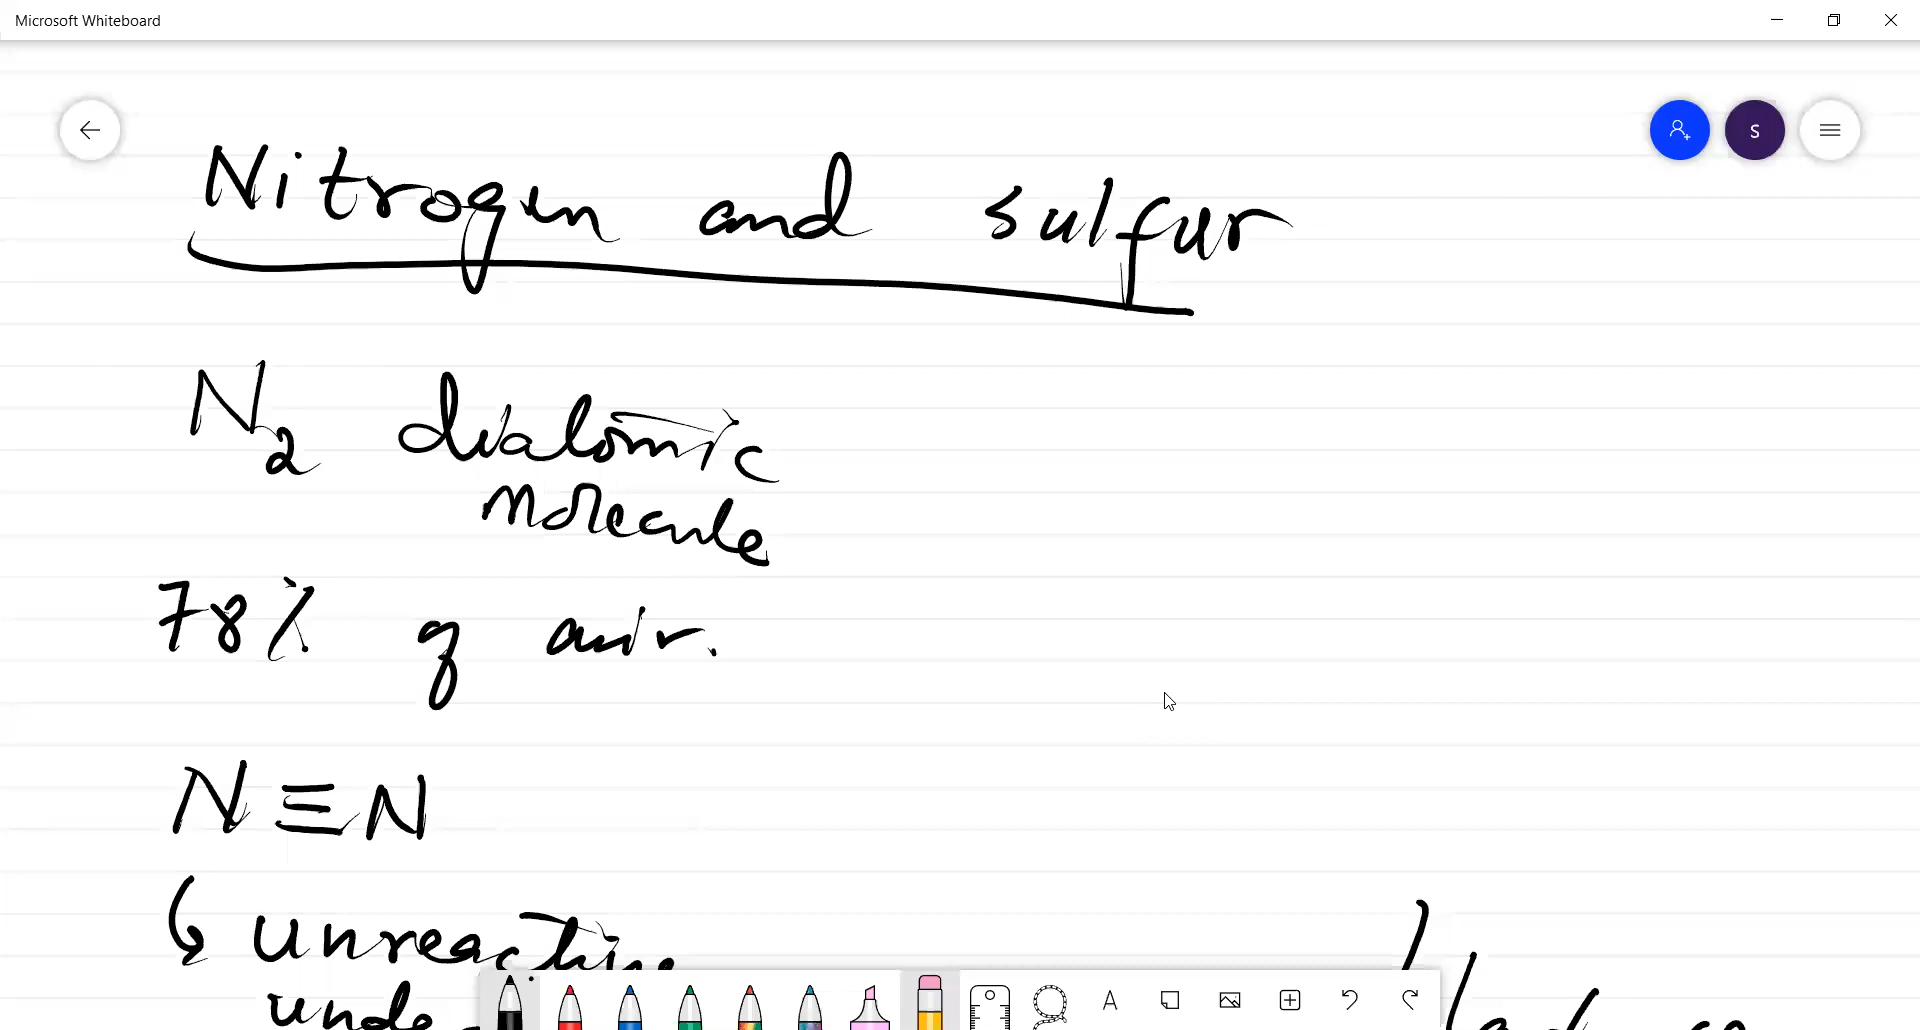 Microsoft Whiteboard
S
Nitrogen and sulfur
N₂ diatomic
molecule
78% of air.
N≡N
↳ unreactive